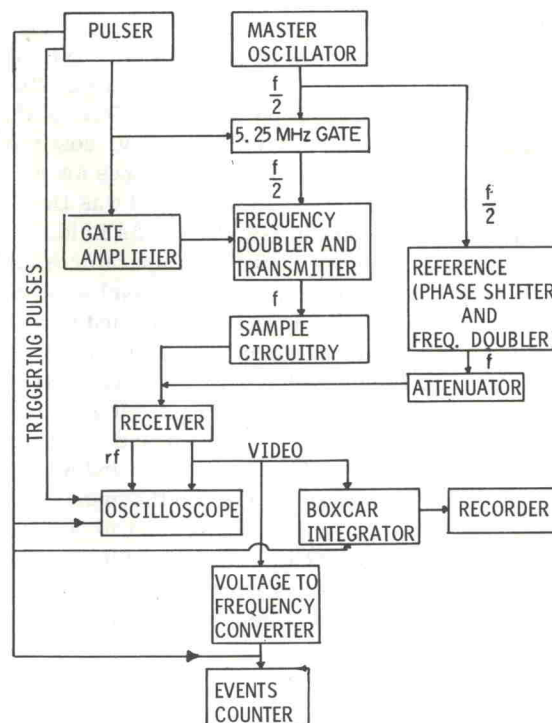 PULSER
MASTER
OSCILLATOR
f/2
5.25 MHz GATE
f/2
f/2
GATE
AMPLIFIER
FREQUENCY
DOUBLER AND
TRANSMITTER
REFERENCE
(PHASE SHIFTER
AND
FREQ. DOUBLER
f
f
SAMPLE
CIRCUITRY
ATTENUATOR
TRIGGERING PULSES
RECEIVER
rf
VIDEO
OSCILLOSCOPE
BOXCAR
INTEGRATOR
RECORDER
VOLTAGE TO
FREQUENCY
CONVERTER
EVENTS
COUNTER